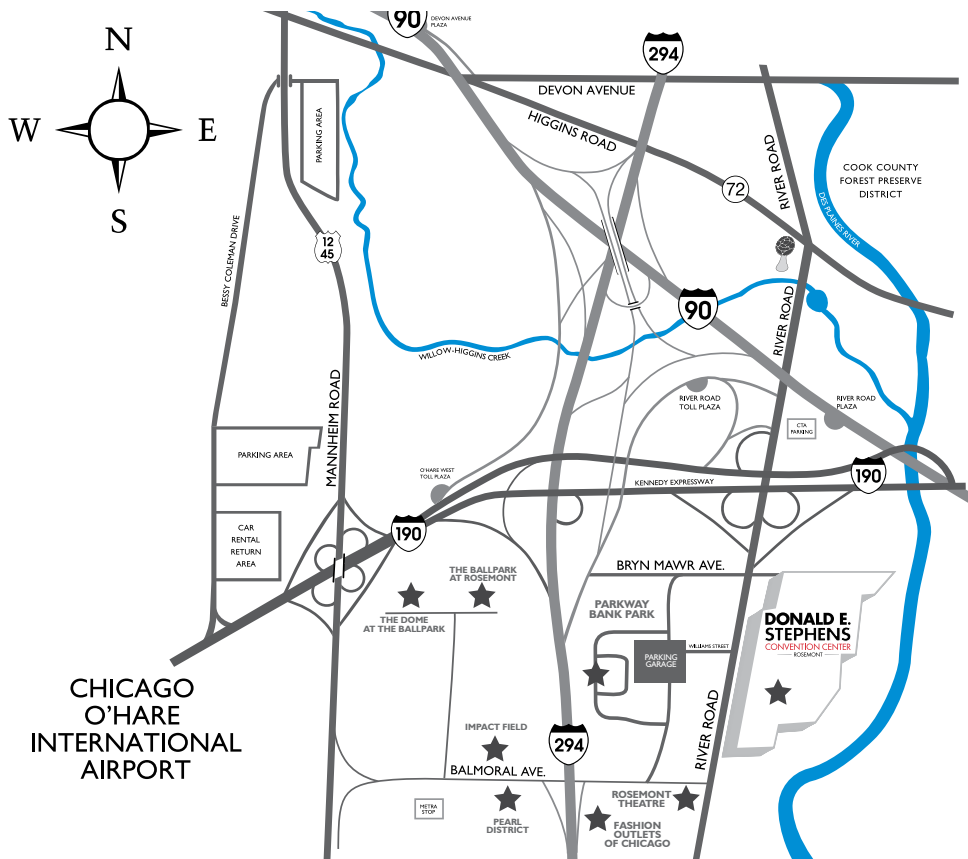 N
W
E
S
90
DEVON AVENUE
PLAZA
294
DEVON AVENUE
HIGGINS ROAD
PARKING AREA
RIVER ROAD
72
COOK COUNTY
FOREST PRESERVE
DISTRICT
DES PLAINES RIVER
BESSY COLEMAN DRIVE
12
45
90
RIVER ROAD
WILLOW-HIGGINS CREEK
MANNHEIM ROAD
RIVER ROAD
TOLL PLAZA
RIVER ROAD
PLAZA
CTA
PARKING
PARKING AREA
O'HARE WEST
TOLL PLAZA
KENNEDY EXPRESSWAY
190
CAR
RENTAL
RETURN
AREA
190
BRYN MAWR AVE.
THE BALLPARK
AT ROSEMONT
THE DOME
AT THE BALLPARK
PARKWAY
BANK PARK
DONALD E.
STEPHENS
CONVENTION CENTER
ROSEMONT
WILLIAMS STREET
PARKING
GARAGE
CHICAGO
O'HARE
INTERNATIONAL
AIRPORT
RIVER ROAD
IMPACT FIELD
294
BALMORAL AVE.
METRA
STOP
PEARL
DISTRICT
ROSEMONT
THEATRE
FASHION
OUTLETS
OF CHICAGO